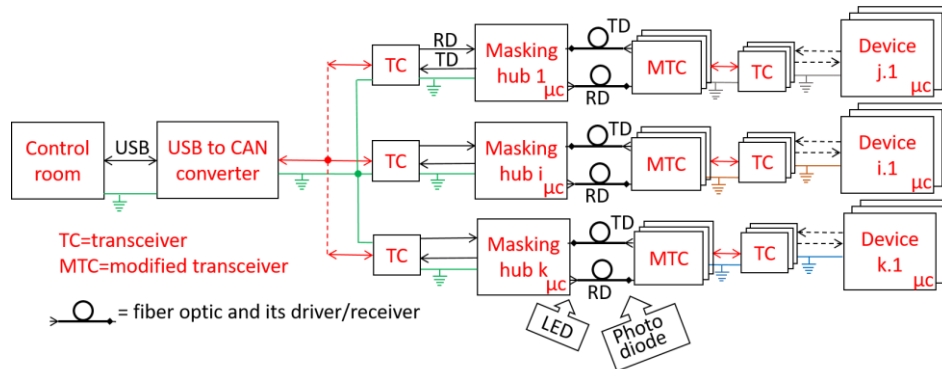 RD
TD
TC
Masking
hub 1
μc
TD
RD
MTC
TC
Device
j.1
μc
Control
room
USB
USB to CAN
converter
TC
Masking
hub i
μc
TD
RD
MTC
TC
Device
i.1
μc
TC
Masking
hub k
μc
TD
RD
MTC
TC
Device
k.1
μc
TC=transceiver
MTC=modified transceiver
= fiber optic and its driver/receiver
LED
Photo
diode